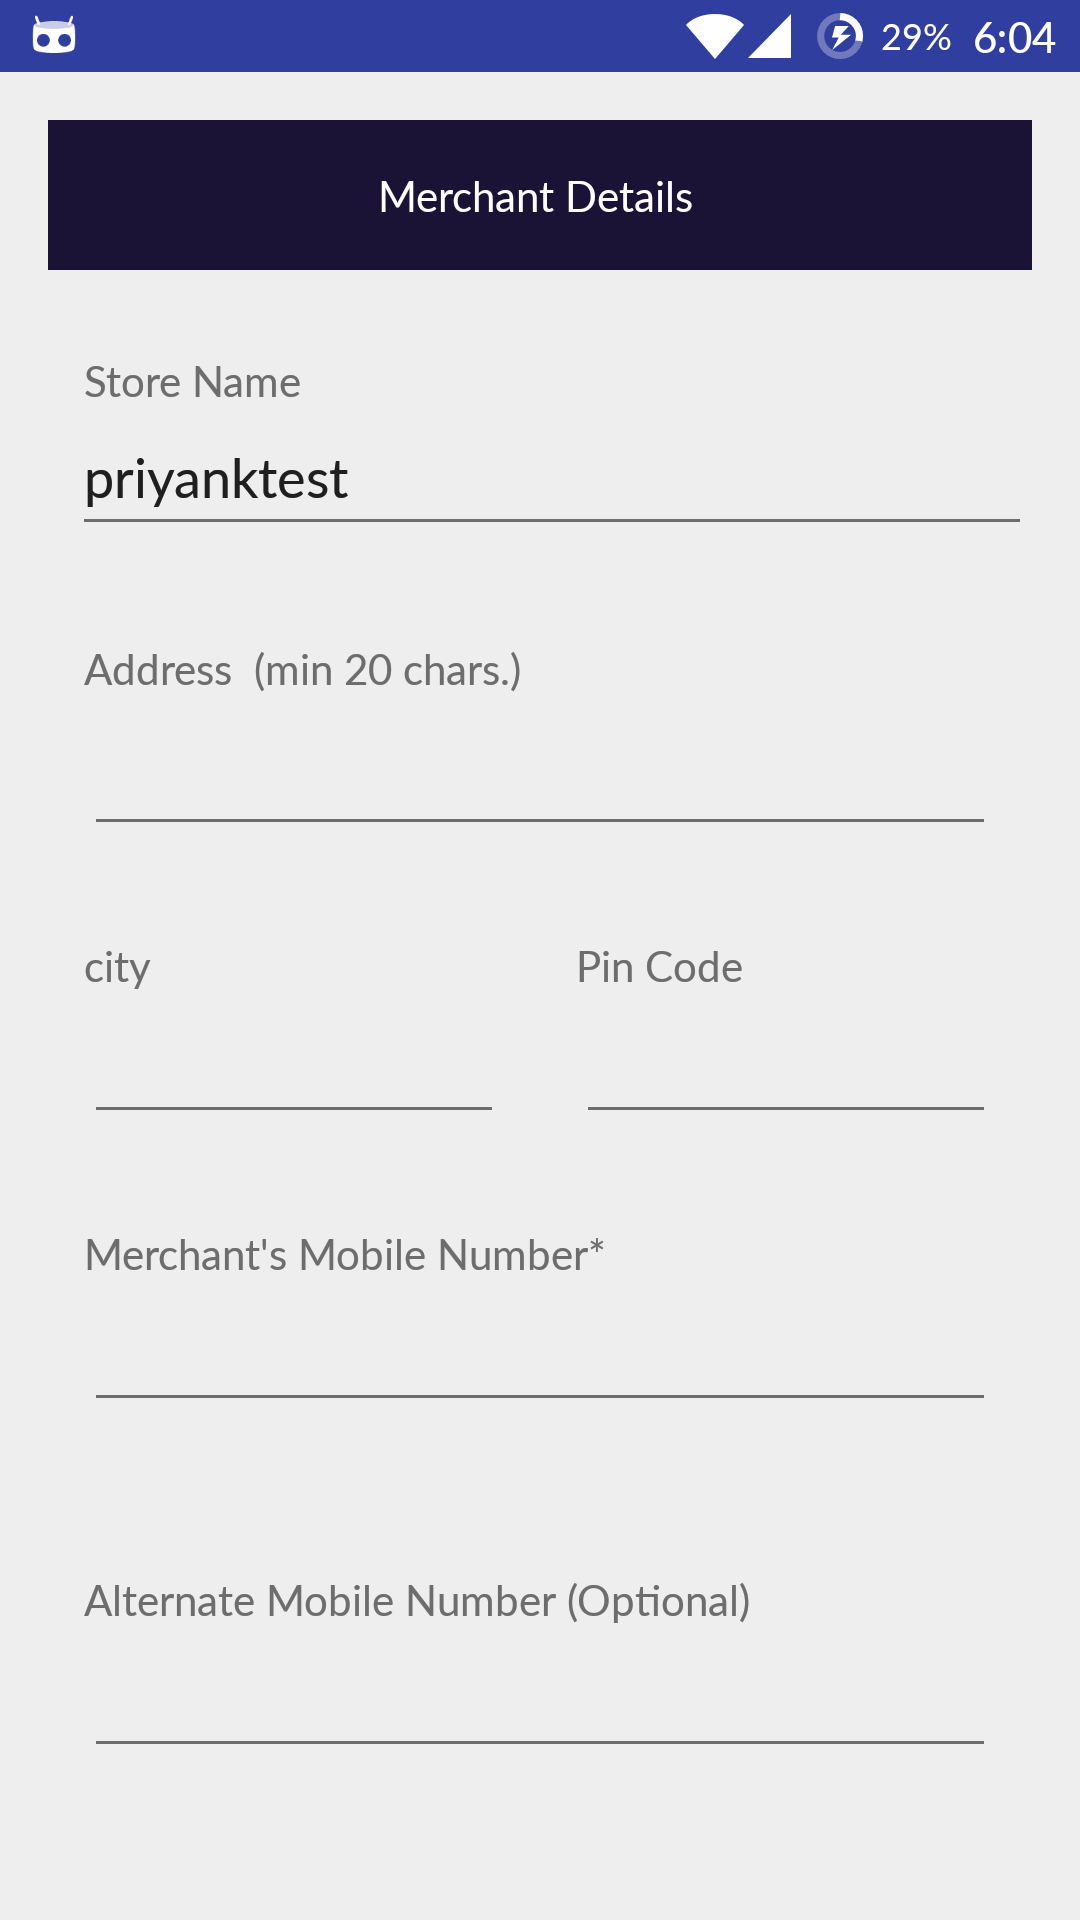 29% 6:04
Merchant Details
Store Name
priyanktest
Address  (min 20 chars.)
city Pin Code
Merchant's Mobile Number*
Alternate Mobile Number (Optional)